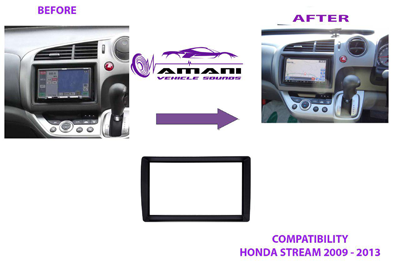 BEFORE
AFTER
AMANI
VEHICLE SOUNDS
COMPATIBILITY
HONDA STREAM 2009 - 2013